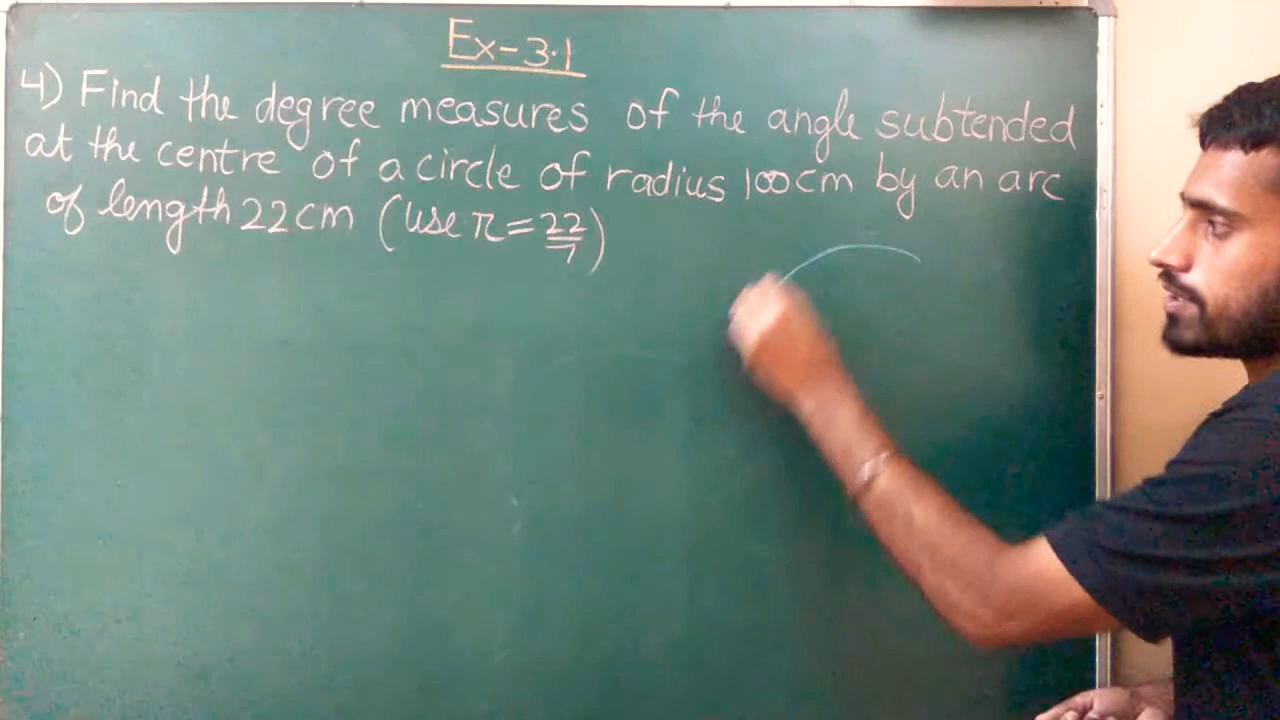 Ex-3.1
4) Find the degree measures of the angle subtended
at the centre of a circle of radius 100cm by an arc
of length 22cm (use π = 22/7)